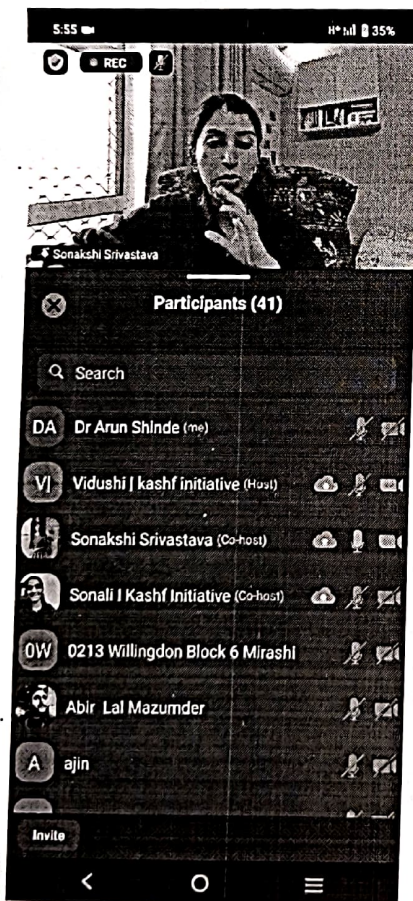 5:55 H+ 35%
REC
Sonakshi Srivastava
Participants (41)
Search
DA Dr Arun Shinde (me)
V| Vidushi | kashf initiative (Host)
Sonakshi Srivastava (Co-host)
Sonali I Kashf Initiative (Co-host)
0W 0213 Willingdon Block 6 Mirashi
Abir Lal Mazumder
A ajin
Invite